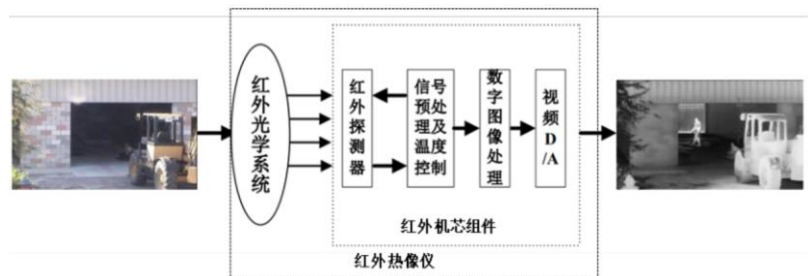 红外光学系统
红外探测器
信号预处理及温度控制
数字图像处理
视频D/A
红外机芯组件
红外热像仪